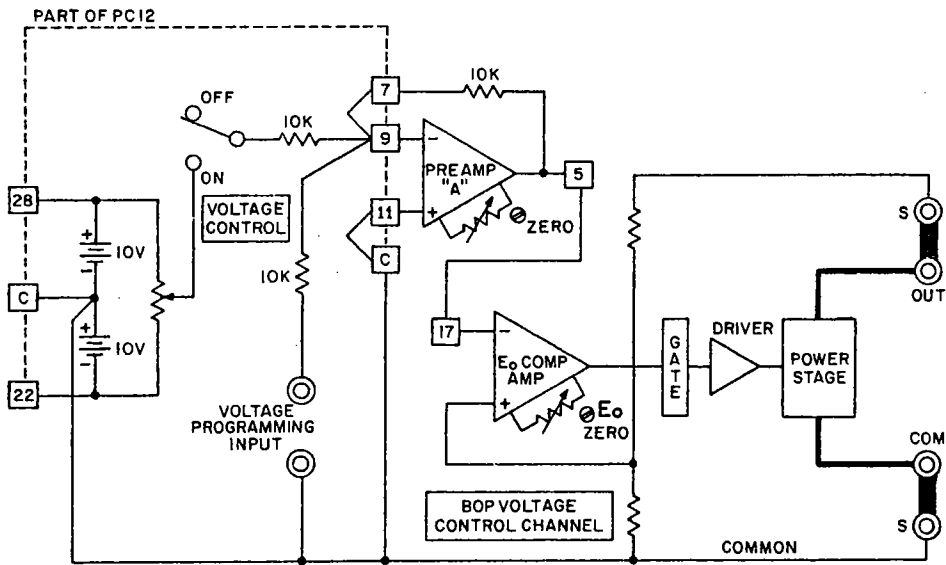 PART OF PC12
OFF
10K
ON
VOLTAGE
CONTROL
28
+
10V
-
C
+
10V
-
22
10K
VOLTAGE
PROGRAMMING
INPUT
7
9
11
C
10K
-
PREAMP
"A"
+
ZERO
5
17
-
Eo COMP
AMP
+
Eo
ZERO
BOP VOLTAGE
CONTROL CHANNEL
GATE
DRIVER
POWER
STAGE
S
OUT
COM
S
COMMON